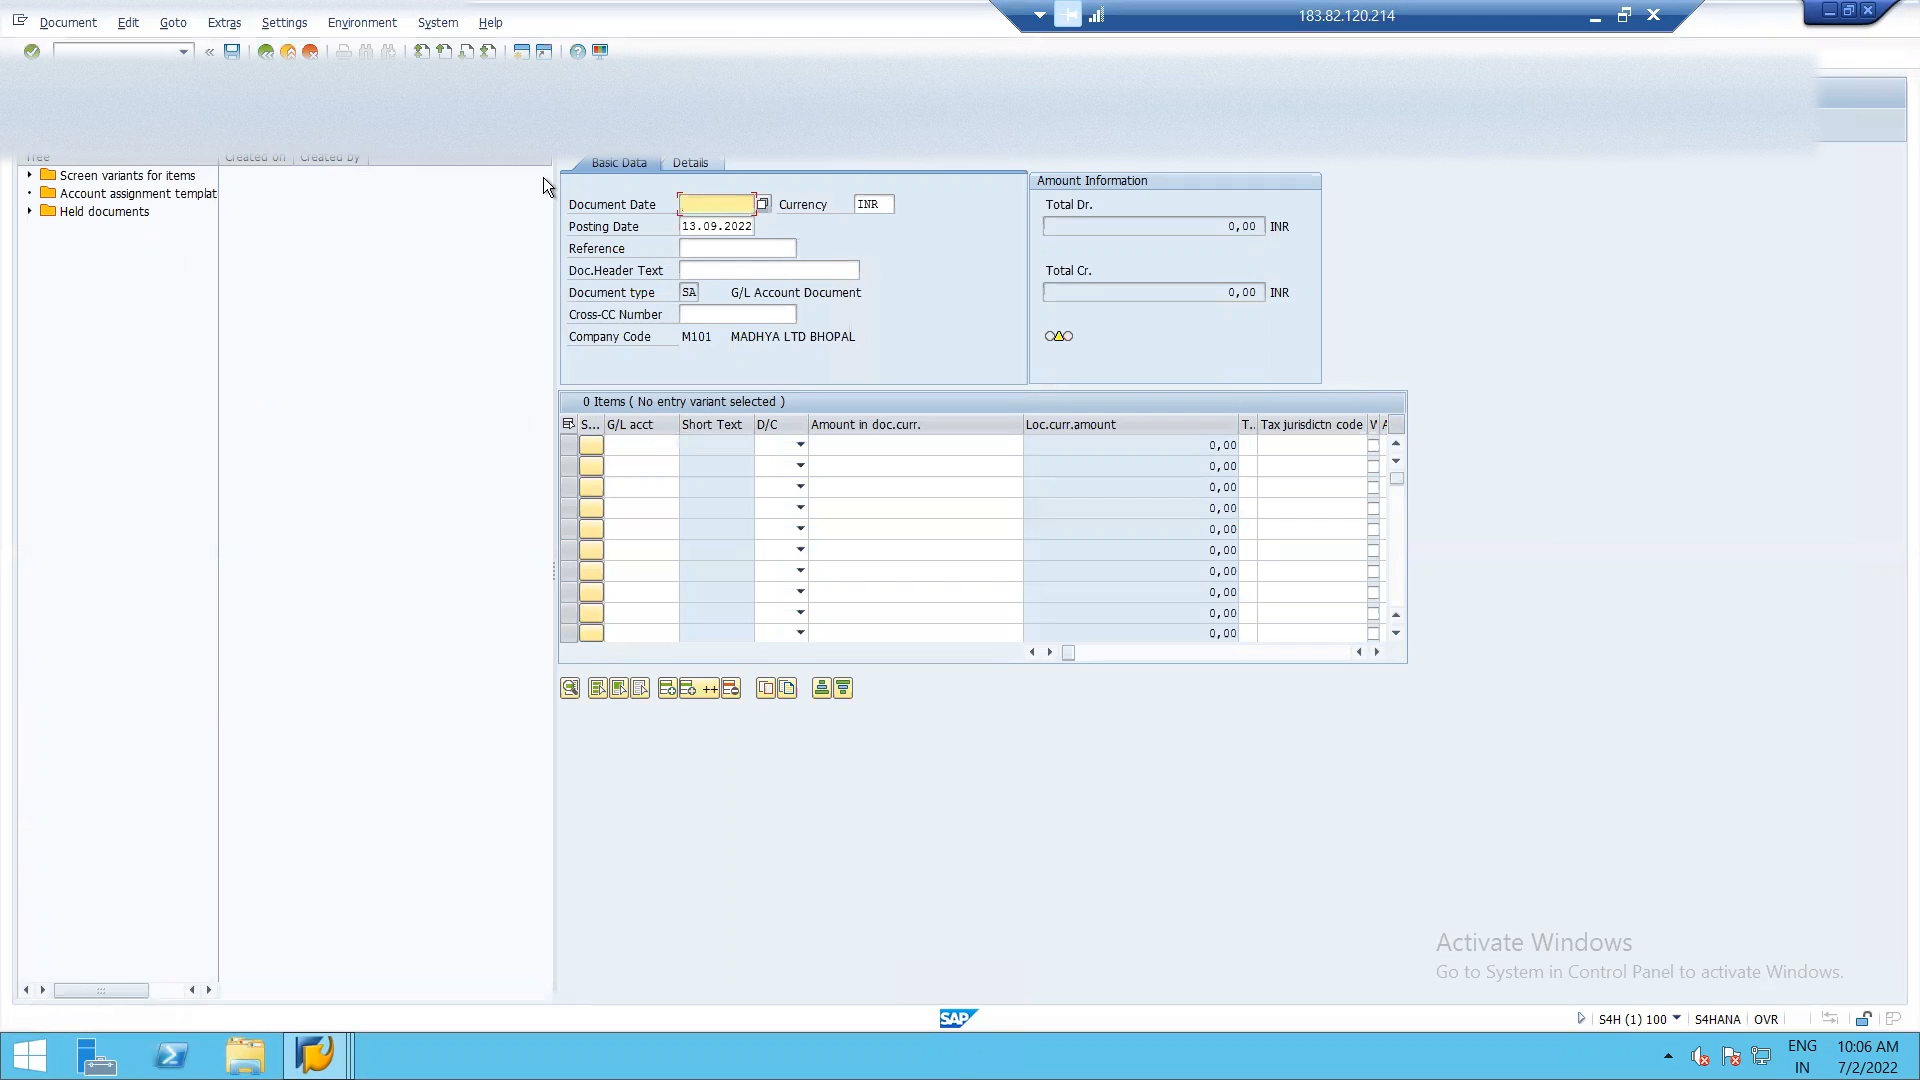 Document Edit Goto Extras Settings Environment System Help
183.82.120.214
Tree Created on Created by
Screen variants for items
Account assignment templat
Held documents
Basic Data Details
Document Date Currency INR
Posting Date 13.09.2022
Reference
Doc.Header Text
Document type SA G/L Account Document
Cross-CC Number
Company Code M101 MADHYA LTD BHOPAL
Amount Information
Total Dr.
0,00 INR
Total Cr.
0,00 INR
0 Items ( No entry variant selected )
S... G/L acct Short Text D/C Amount in doc.curr. Loc.curr.amount T.. Tax jurisdictn code V A
0,00
0,00
0,00
0,00
0,00
0,00
0,00
0,00
0,00
0,00
Activate Windows
Go to System in Control Panel to activate Windows.
SAP
S4H (1) 100 S4HANA OVR
ENG 10:06 AM
IN 7/2/2022